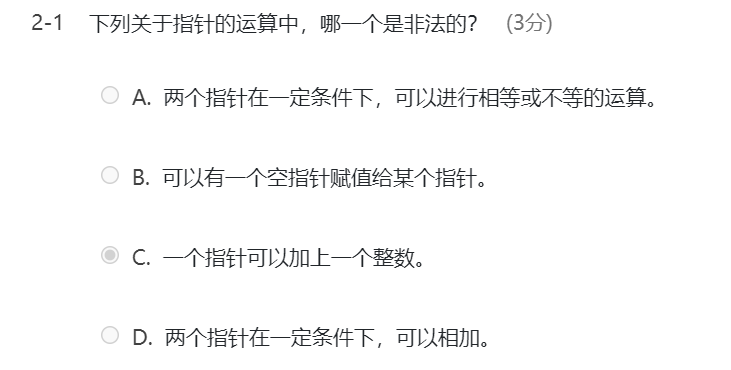 2-1 下列关于指针的运算中，哪一个是非法的？ (3分)
A. 两个指针在一定条件下，可以进行相等或不等的运算。
B. 可以有一个空指针赋值给某个指针。
C. 一个指针可以加上一个整数。
D. 两个指针在一定条件下，可以相加。